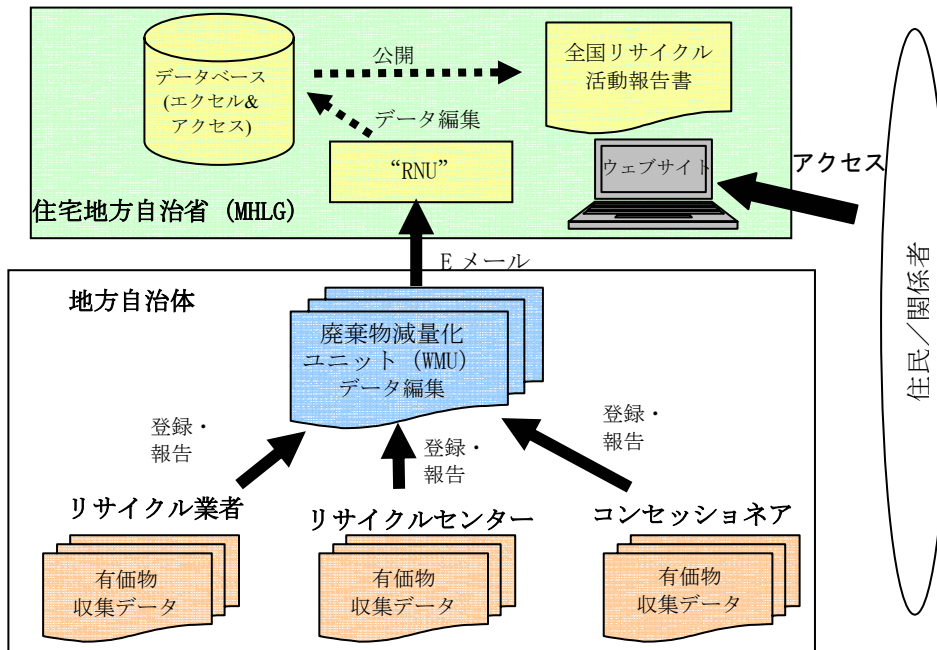 データベース
(エクセル&
アクセス)
公開
全国リサイクル
活動報告書
データ編集
“RNU”
ウェブサイト
アクセス
住宅地方自治省 (MHLG)
Eメール
地方自治体
廃棄物減量化
ユニット (WMU)
データ編集
登録・
報告
登録・
報告
登録・
報告
リサイクル業者
リサイクルセンター
コンセッショネア
有価物
収集データ
有価物
収集データ
有価物
収集データ
住民／関係者